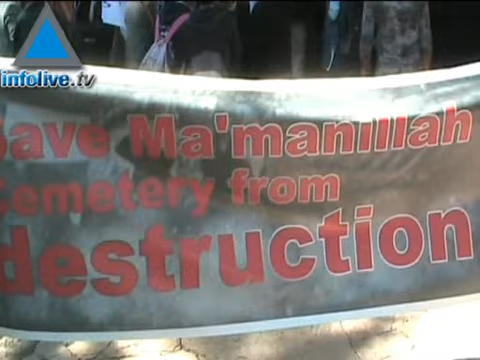 infolive.tv
Save Ma'manillah
Cemetery from
destruction